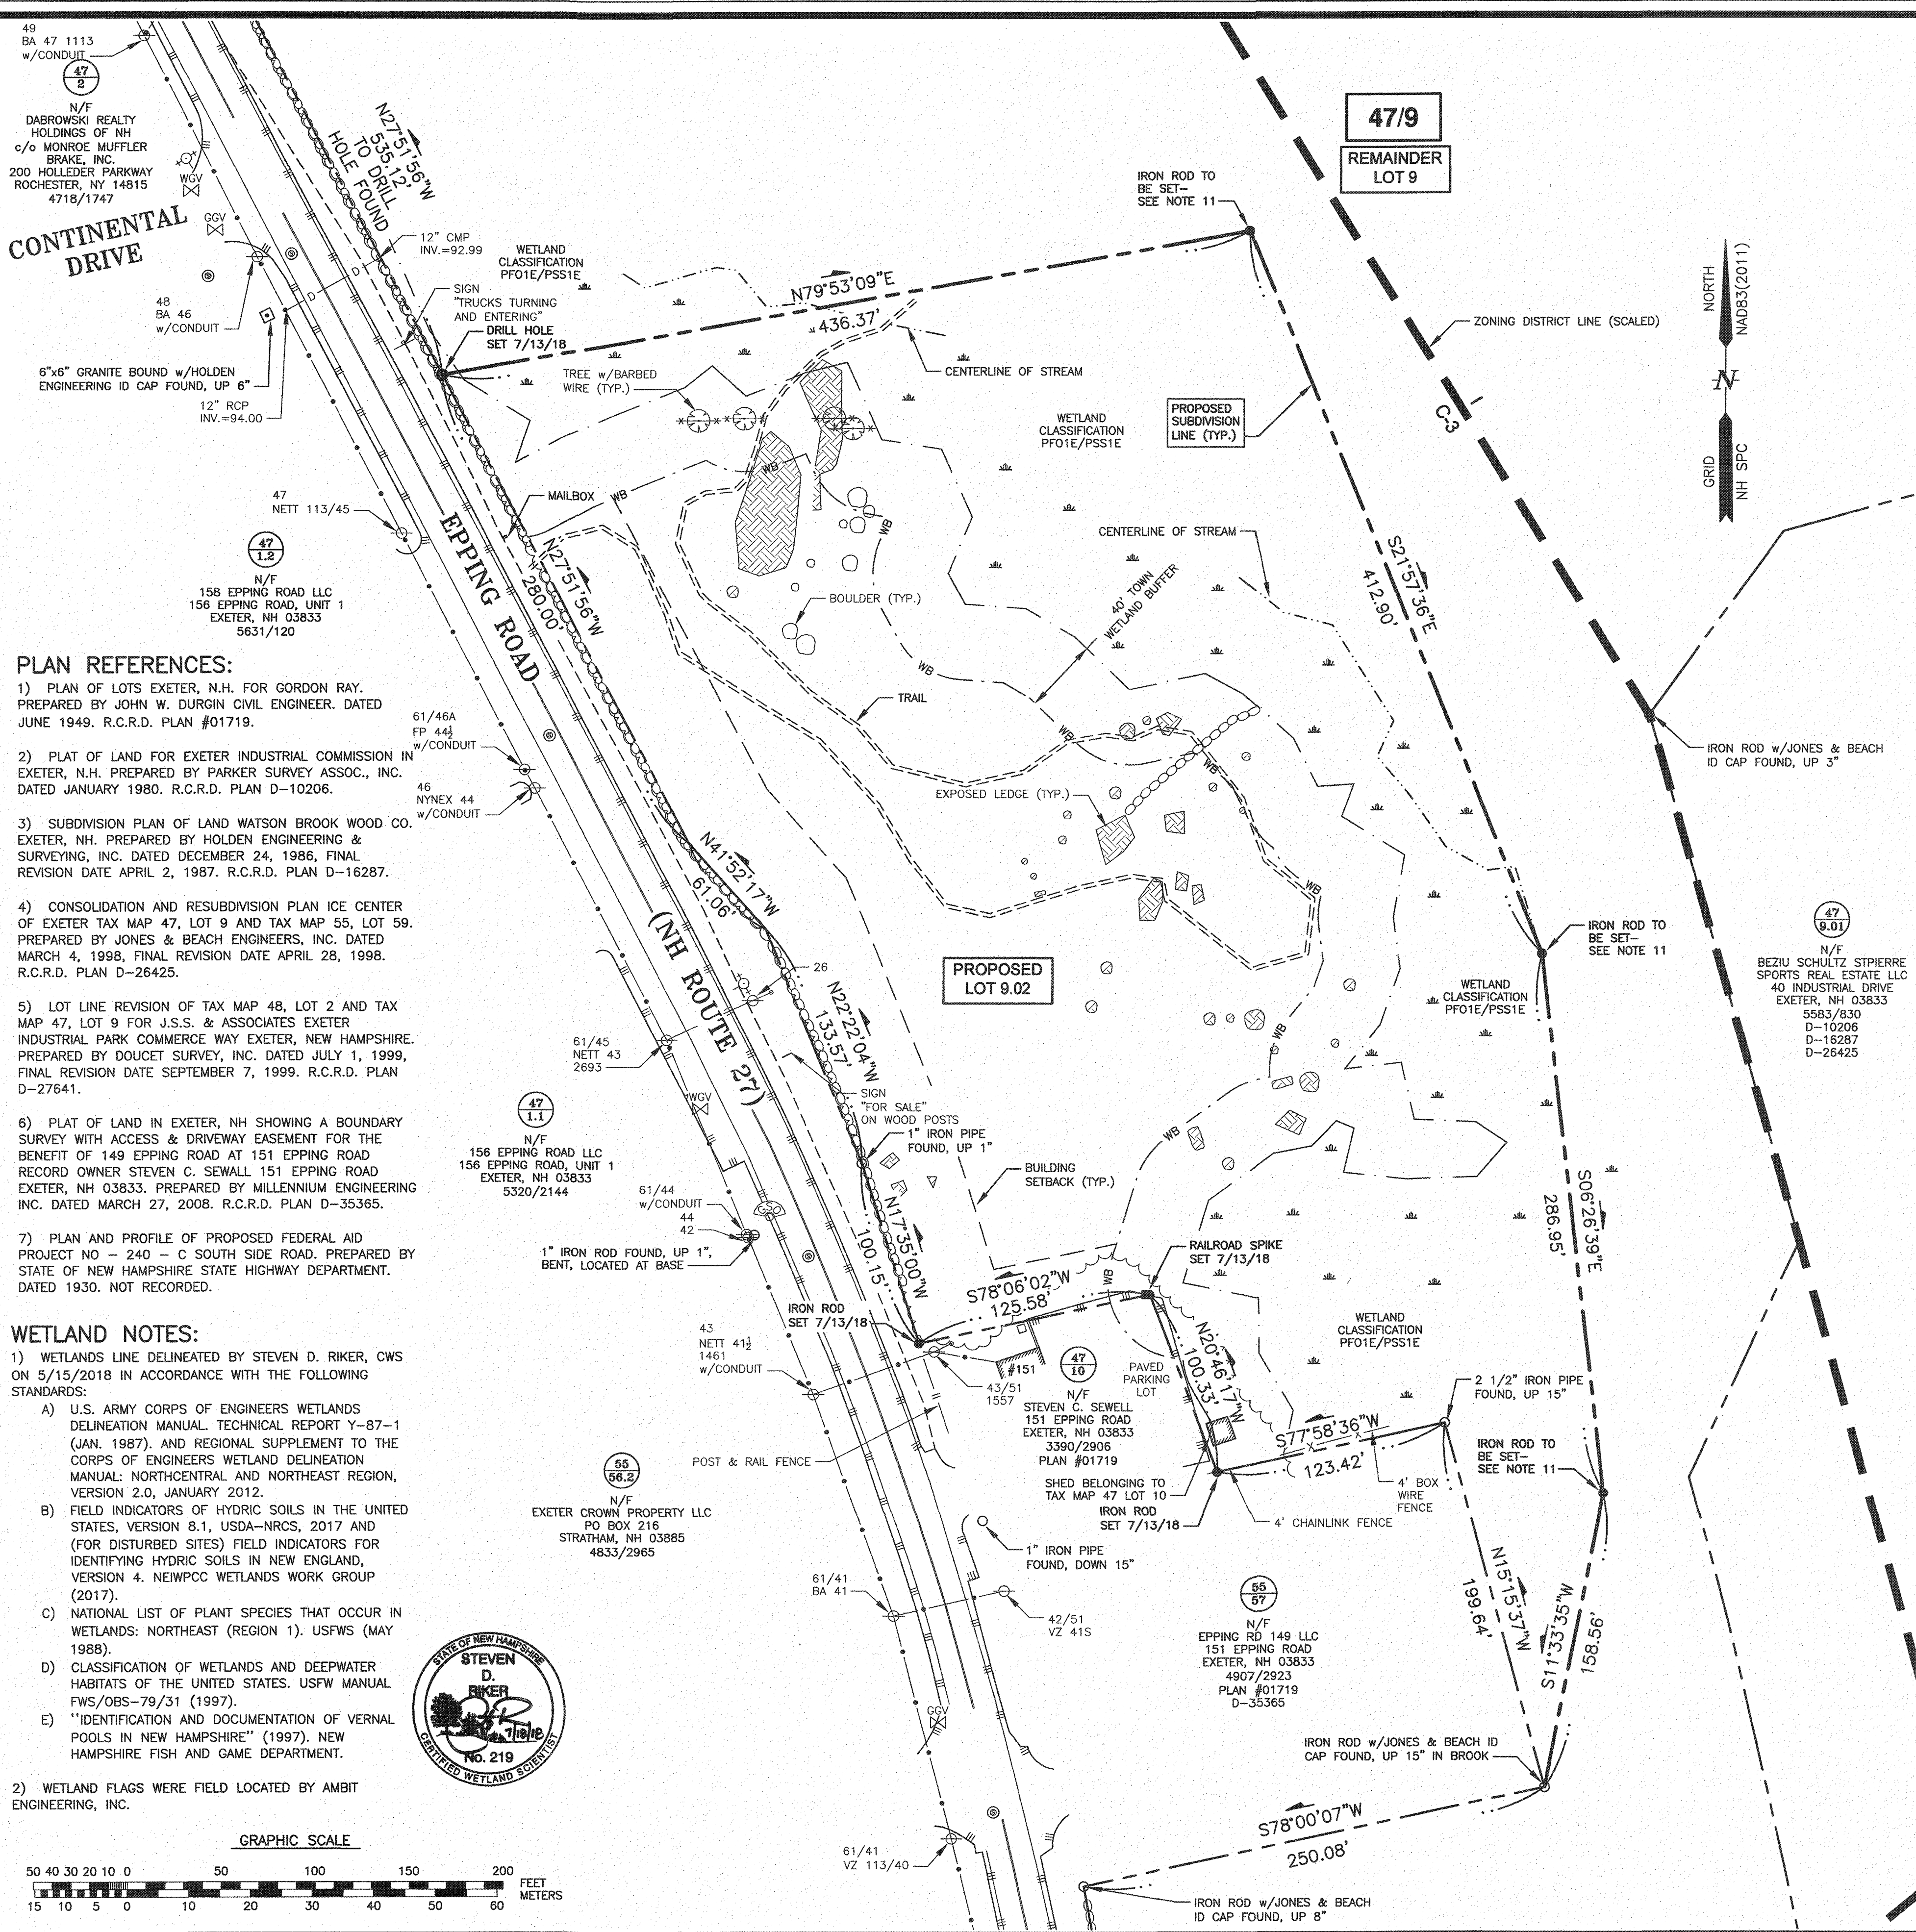 49
BA 47 1113
w/CONDUIT
47
2
N/F
DABROWSKI REALTY
HOLDINGS OF NH
c/o MONROE MUFFLER
BRAKE, INC.
200 HOLLEDER PARKWAY
ROCHESTER, NY 14815
4718/1747
WGV
GGV
CONTINENTAL
DRIVE
N27°51'56"W
535.12'
TO DRILL
HOLE FOUND
12" CMP
INV.=92.99
WETLAND
CLASSIFICATION
PFO1E/PSS1E
SIGN
"TRUCKS TURNING
AND ENTERING"
DRILL HOLE
SET 7/13/18
D
D
48
BA 46
w/CONDUIT
6"x6" GRANITE BOUND w/HOLDEN
ENGINEERING ID CAP FOUND, UP 6"
12" RCP
INV.=94.00
TREE w/BARBED
WIRE (TYP.)
N79°53'09"E
436.37'
CENTERLINE OF STREAM
IRON ROD TO
BE SET-
SEE NOTE 11
47/9
REMAINDER
LOT 9
ZONING DISTRICT LINE (SCALED)
NORTH
NAD83(2011)
N
GRID
NH SPC
C-3
I
WETLAND
CLASSIFICATION
PFO1E/PSS1E
PROPOSED
SUBDIVISION
LINE (TYP.)
47
NETT 113/45
MAILBOX
WB
WB
WB
EPPING ROAD
N27°51'56"W
280.00'
CENTERLINE OF STREAM
S21°57'36"E
412.90'
47
1.2
N/F
158 EPPING ROAD LLC
156 EPPING ROAD, UNIT 1
EXETER, NH 03833
5631/120
BOULDER (TYP.)
40' TOWN
WETLAND BUFFER
WB
TRAIL
WB
WB
PLAN REFERENCES:
1) PLAN OF LOTS EXETER, N.H. FOR GORDON RAY.
PREPARED BY JOHN W. DURGIN CIVIL ENGINEER. DATED
JUNE 1949. R.C.R.D. PLAN #01719.
2) PLAT OF LAND FOR EXETER INDUSTRIAL COMMISSION IN
EXETER, N.H. PREPARED BY PARKER SURVEY ASSOC., INC.
DATED JANUARY 1980. R.C.R.D. PLAN D-10206.
3) SUBDIVISION PLAN OF LAND WATSON BROOK WOOD CO.
EXETER, NH. PREPARED BY HOLDEN ENGINEERING &
SURVEYING, INC. DATED DECEMBER 24, 1986, FINAL
REVISION DATE APRIL 2, 1987. R.C.R.D. PLAN D-16287.
4) CONSOLIDATION AND RESUBDIVISION PLAN ICE CENTER
OF EXETER TAX MAP 47, LOT 9 AND TAX MAP 55, LOT 59.
PREPARED BY JONES & BEACH ENGINEERS, INC. DATED
MARCH 4, 1998, FINAL REVISION DATE APRIL 28, 1998.
R.C.R.D. PLAN D-26425.
5) LOT LINE REVISION OF TAX MAP 48, LOT 2 AND TAX
MAP 47, LOT 9 FOR J.S.S. & ASSOCIATES EXETER
INDUSTRIAL PARK COMMERCE WAY EXETER, NEW HAMPSHIRE.
PREPARED BY DOUCET SURVEY, INC. DATED JULY 1, 1999,
FINAL REVISION DATE SEPTEMBER 7, 1999. R.C.R.D. PLAN
D-27641.
6) PLAT OF LAND IN EXETER, NH SHOWING A BOUNDARY
SURVEY WITH ACCESS & DRIVEWAY EASEMENT FOR THE
BENEFIT OF 149 EPPING ROAD AT 151 EPPING ROAD
RECORD OWNER STEVEN C. SEWALL 151 EPPING ROAD
EXETER, NH 03833. PREPARED BY MILLENNIUM ENGINEERING
INC. DATED MARCH 27, 2008. R.C.R.D. PLAN D-35365.
7) PLAN AND PROFILE OF PROPOSED FEDERAL AID
PROJECT NO - 240 - C SOUTH SIDE ROAD. PREPARED BY
STATE OF NEW HAMPSHIRE STATE HIGHWAY DEPARTMENT.
DATED 1930. NOT RECORDED.
61/46A
FP 44½
w/CONDUIT
46
NYNEX 44
w/CONDUIT
EXPOSED LEDGE (TYP.)
IRON ROD w/JONES & BEACH
ID CAP FOUND, UP 3"
N41°52'17"W
61.06'
(NH ROUTE 27)
WB
IRON ROD TO
BE SET-
SEE NOTE 11
47
9.01
N/F
BEZIU SCHULTZ STPIERRE
SPORTS REAL ESTATE LLC
40 INDUSTRIAL DRIVE
EXETER, NH 03833
5583/830
D-10206
D-16287
D-26425
26
PROPOSED
LOT 9.02
WETLAND
CLASSIFICATION
PFO1E/PSS1E
N22°22'04"W
133.57'
61/45
NETT 43
2693
WB
WGV
47
1.1
N/F
156 EPPING ROAD LLC
156 EPPING ROAD, UNIT 1
EXETER, NH 03833
5320/2144
SIGN
"FOR SALE"
ON WOOD POSTS
1" IRON PIPE
FOUND, UP 1"
WB
BUILDING
SETBACK (TYP.)
S06°26'39"E
286.95'
61/44
w/CONDUIT
44
42
GSO
1" IRON ROD FOUND, UP 1",
BENT, LOCATED AT BASE
N17°35'00"W
100.15'
RAILROAD SPIKE
SET 7/13/18
WB
S78°06'02"W
125.58'
IRON ROD
SET 7/13/18
WETLAND
CLASSIFICATION
PFO1E/PSS1E
WETLAND NOTES:
1) WETLANDS LINE DELINEATED BY STEVEN D. RIKER, CWS
ON 5/15/2018 IN ACCORDANCE WITH THE FOLLOWING
STANDARDS:
A) U.S. ARMY CORPS OF ENGINEERS WETLANDS
DELINEATION MANUAL. TECHNICAL REPORT Y-87-1
(JAN. 1987). AND REGIONAL SUPPLEMENT TO THE
CORPS OF ENGINEERS WETLAND DELINEATION
MANUAL: NORTHCENTRAL AND NORTHEAST REGION,
VERSION 2.0, JANUARY 2012.
B) FIELD INDICATORS OF HYDRIC SOILS IN THE UNITED
STATES, VERSION 8.1, USDA-NRCS, 2017 AND
(FOR DISTURBED SITES) FIELD INDICATORS FOR
IDENTIFYING HYDRIC SOILS IN NEW ENGLAND,
VERSION 4. NEIWPCC WETLANDS WORK GROUP
(2017).
C) NATIONAL LIST OF PLANT SPECIES THAT OCCUR IN
WETLANDS: NORTHEAST (REGION 1). USFWS (MAY
1988).
D) CLASSIFICATION OF WETLANDS AND DEEPWATER
HABITATS OF THE UNITED STATES. USFW MANUAL
FWS/OBS-79/31 (1997).
E) ''IDENTIFICATION AND DOCUMENTATION OF VERNAL
POOLS IN NEW HAMPSHIRE" (1997). NEW
HAMPSHIRE FISH AND GAME DEPARTMENT.
2) WETLAND FLAGS WERE FIELD LOCATED BY AMBIT
ENGINEERING, INC.
43
NETT 41½
1461
w/CONDUIT
#151
43/51
1557
47
10
N/F
STEVEN C. SEWELL
151 EPPING ROAD
EXETER, NH 03833
3390/2906
PLAN #01719
PAVED
PARKING
LOT
N20°46'17"W
100.33'
2 1/2" IRON PIPE
FOUND, UP 15"
S77°58'36"W
123.42'
IRON ROD TO
BE SET-
SEE NOTE 11
POST & RAIL FENCE
55
56.2
N/F
EXETER CROWN PROPERTY LLC
PO BOX 216
STRATHAM, NH 03885
4833/2965
SHED BELONGING TO
TAX MAP 47 LOT 10
IRON ROD
SET 7/13/18
4' BOX
WIRE
FENCE
4' CHAINLINK FENCE
1" IRON PIPE
FOUND, DOWN 15"
61/41
BA 41
42/51
VZ 41S
55
57
N/F
EPPING RD 149 LLC
151 EPPING ROAD
EXETER, NH 03833
4907/2923
PLAN #01719
D-35365
N15°15'37"W
199.64'
S11°33'35"W
158.56'
STATE OF NEW HAMPSHIRE
STEVEN
D.
RIKER
7/18/18
No. 219
CERTIFIED WETLAND SCIENTIST
GGV
IRON ROD w/JONES & BEACH ID
CAP FOUND, UP 15" IN BROOK
S78°00'07"W
250.08'
61/41
VZ 113/40
IRON ROD w/JONES & BEACH
ID CAP FOUND, UP 8"
GRAPHIC SCALE
50 40 30 20 10 0 50 100 150 200
FEET
METERS
15 10 5 0 10 20 30 40 50 60